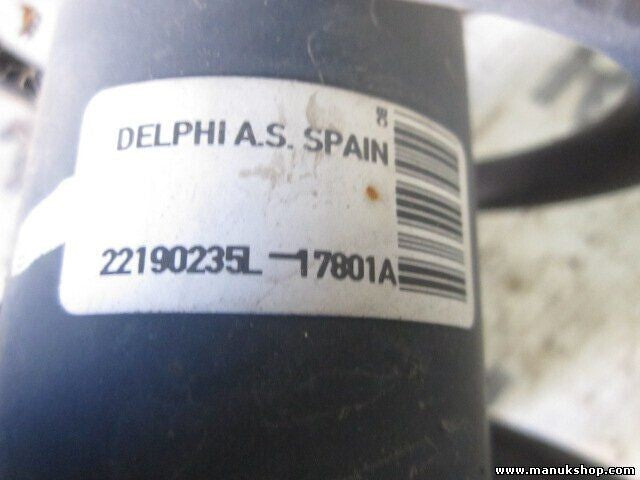 DELPHI A.S. SPAIN
22190235L-17801A
www.manukshop.com